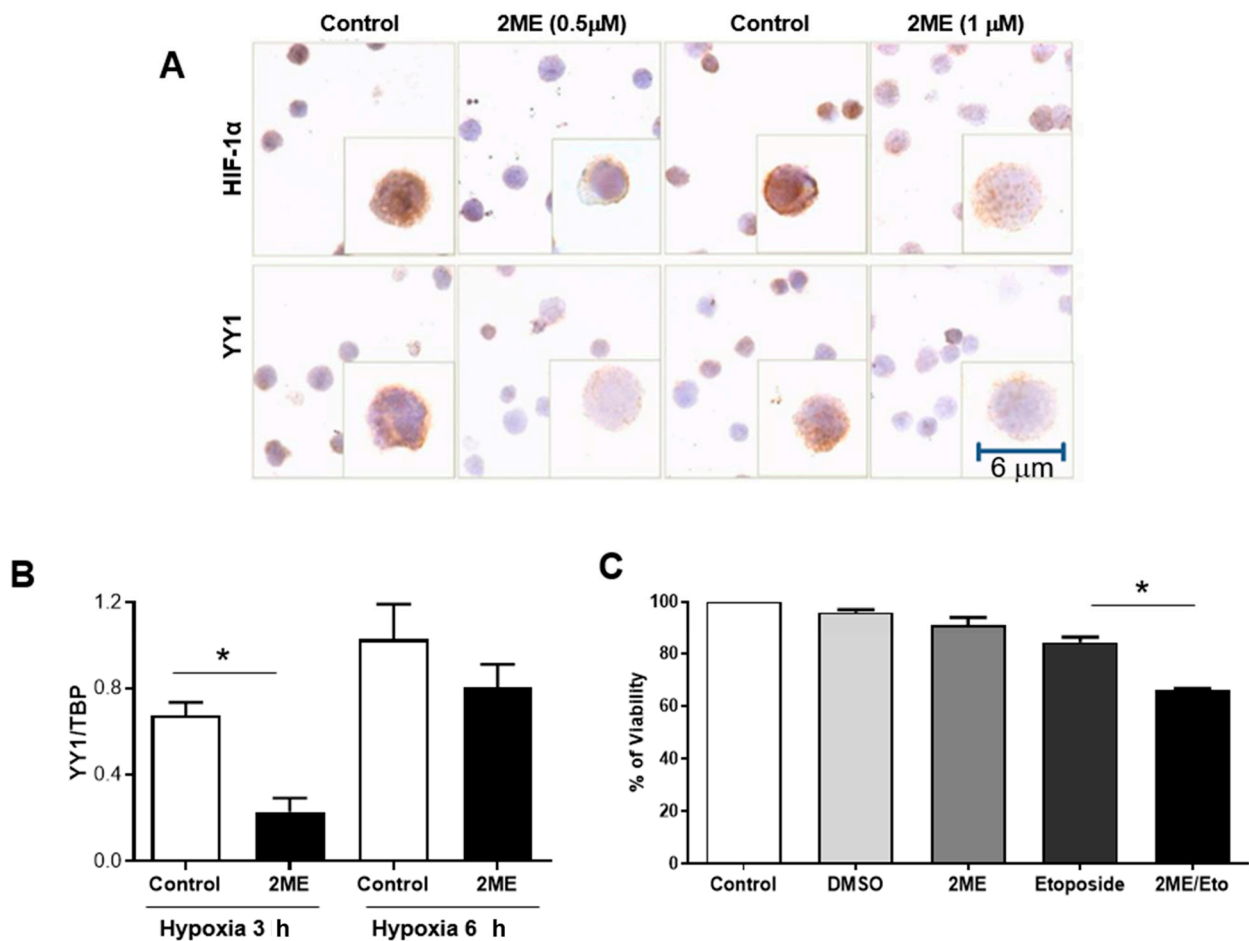 Control 2ME (0.5μM) Control 2ME (1 μM)
A
HIF-1α
YY1
6 μm
B
YY1/TBP
1.2
0.8
0.4
0.0
*
Control 2ME Control 2ME
Hypoxia 3 h Hypoxia 6 h
C
% of Viability
100
80
60
40
20
0
*
Control DMSO 2ME Etoposide 2ME/Eto